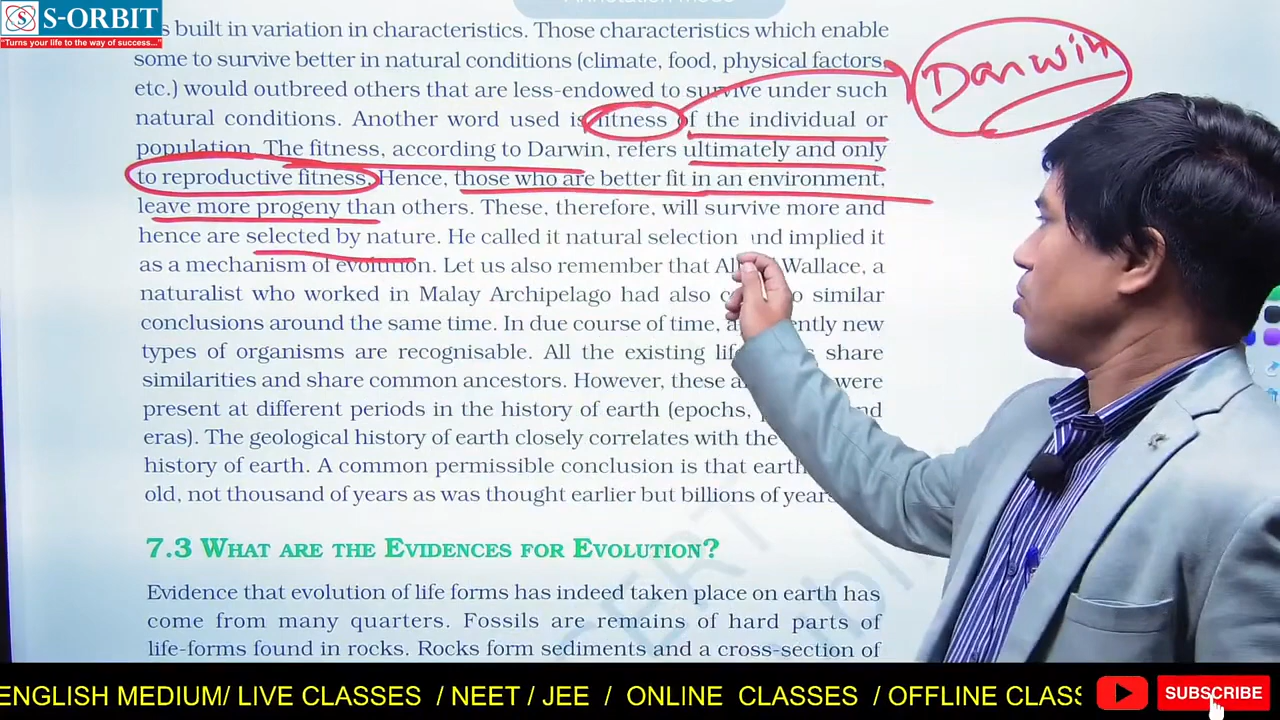 Annotation mode
S-ORBIT
"Turns your life to the way of success..."
s built in variation in characteristics. Those characteristics which enable
some to survive better in natural conditions (climate, food, physical factors,
etc.) would outbreed others that are less-endowed to survive under such
natural conditions. Another word used is fitness of the individual or
population. The fitness, according to Darwin, refers ultimately and only
to reproductive fitness. Hence, those who are better fit in an environment,
leave more progeny than others. These, therefore, will survive more and
hence are selected by nature. He called it natural selection and implied it
as a mechanism of evolution. Let us also remember that Wallace, a
naturalist who worked in Malay Archipelago had also to similar
conclusions around the same time. In due course of time, new
types of organisms are recognisable. All the existing share
similarities and share common ancestors. However, these were
present at different periods in the history of earth (epochs,
eras). The geological history of earth closely correlates with the
history of earth. A common permissible conclusion is that earth
old, not thousand of years as was thought earlier but billions of years
Darwin
7.3 WHAT ARE THE EVIDENCES FOR EVOLUTION?
Evidence that evolution of life forms has indeed taken place on earth has
come from many quarters. Fossils are remains of hard parts of
life-forms found in rocks. Rocks form sediments and a cross-section of
ENGLISH MEDIUM/ LIVE CLASSES / NEET / JEE / ONLINE CLASSES / OFFLINE CLASS
SUBSCRIBE